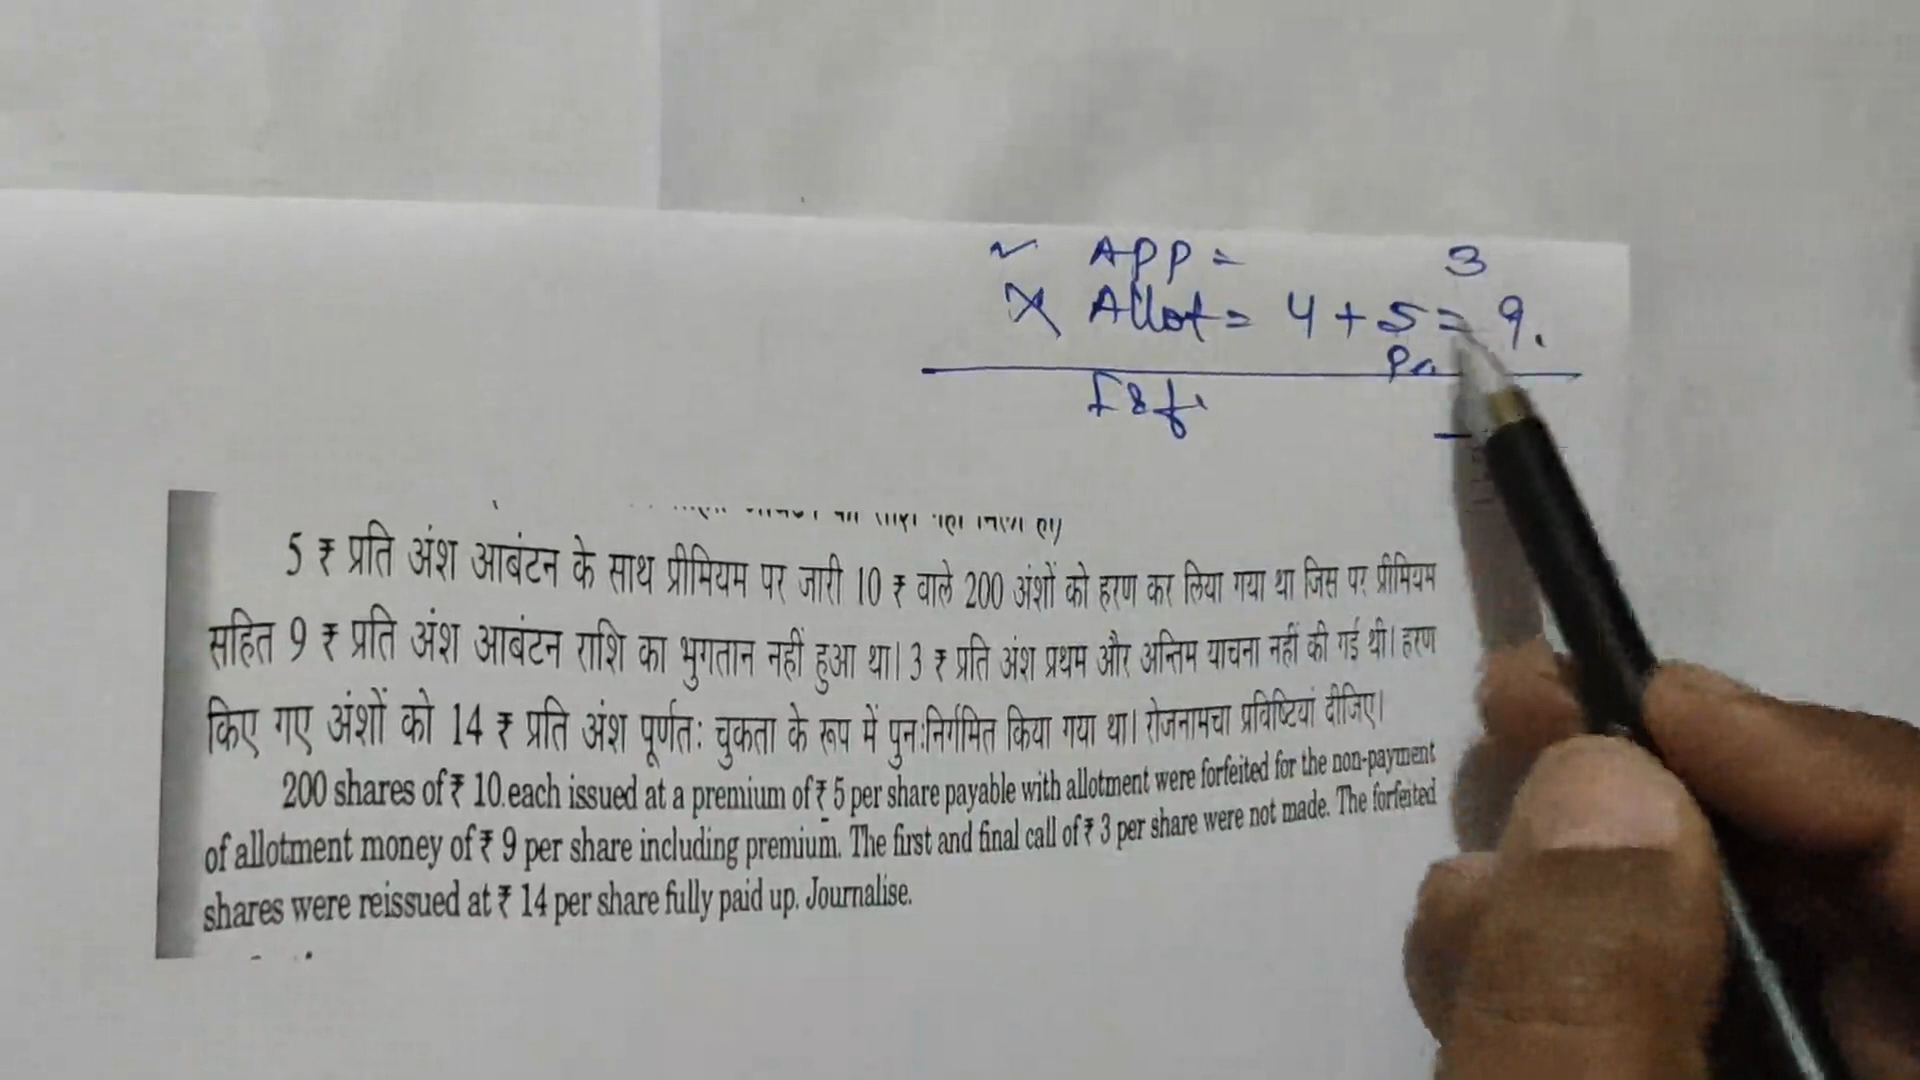 ✓ APP = 3
X Allot = 4 + 5 = 9.
I & f
5 ₹ प्रति अंश आबंटन के साथ प्रीमियम पर जारी 10 ₹ वाले 200 अंशों को हरण कर लिया गया था जिस पर प्रीमियम
सहित 9 ₹ प्रति अंश आबंटन राशि का भुगतान नहीं हुआ था। 3 ₹ प्रति अंश प्रथम और अन्तिम याचना नहीं की गई थी। हरण
किए गए अंशों को 14 ₹ प्रति अंश पूर्णतः चुकता के रूप में पुनःनिर्गमित किया गया था। रोजनामचा प्रविष्टियां दीजिए।
200 shares of ₹ 10 each issued at a premium of ₹ 5 per share payable with allotment were forfeited for the non-payment
of allotment money of ₹ 9 per share including premium. The first and final call of ₹ 3 per share were not made. The forfeited
shares were reissued at ₹ 14 per share fully paid up. Journalise.